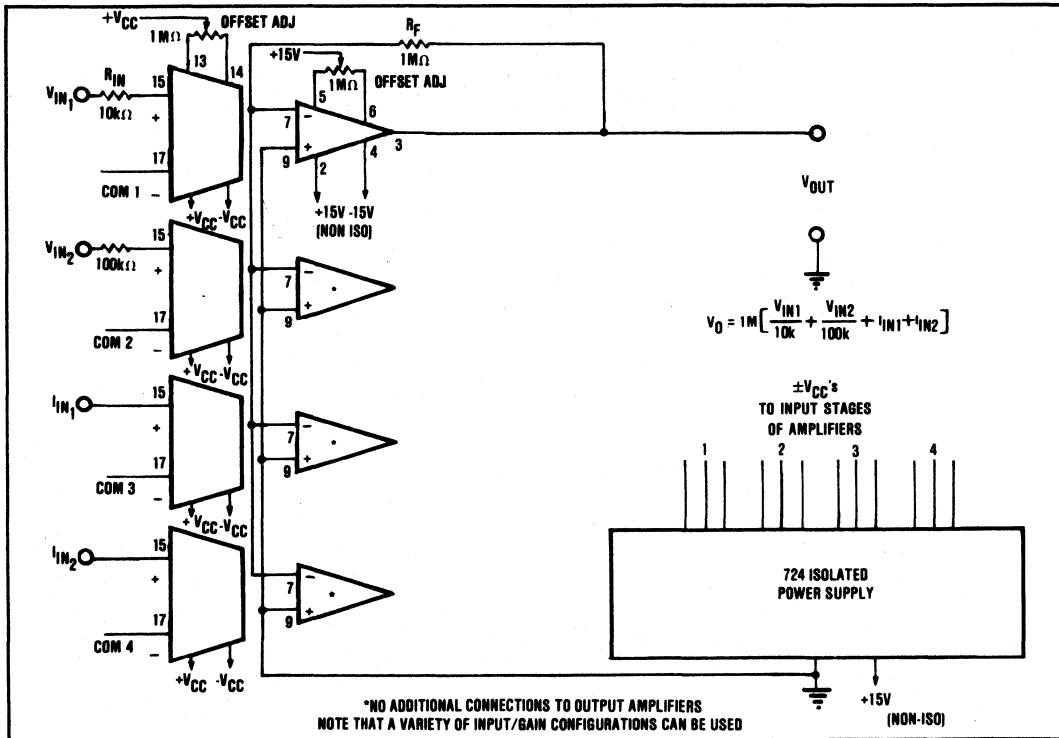 +VCC
OFFSET ADJ
1MΩ
13
14
RIN
15
VIN1
10kΩ
+
17
COM 1
−
+VCC -VCC
RF
1MΩ
+15V
1MΩ
OFFSET ADJ
5
6
7
−
+
9
2
4
3
+15V -15V
(NON ISO)
VOUT
VIN2
15
100kΩ
+
17
COM 2
−
+VCC -VCC
7
−
*
+
9
V0 = 1M [ VIN1/10k + VIN2/100k + IIN1 + IIN2 ]
IIN1
15
+
17
COM 3
−
+VCC -VCC
7
−
*
+
9
±VCC's
TO INPUT STAGES
OF AMPLIFIERS
1 2 3 4
IIN2
15
+
17
COM 4
−
+VCC -VCC
7
−
*
+
9
724 ISOLATED
POWER SUPPLY
+15V
(NON-ISO)
*NO ADDITIONAL CONNECTIONS TO OUTPUT AMPLIFIERS
NOTE THAT A VARIETY OF INPUT/GAIN CONFIGURATIONS CAN BE USED